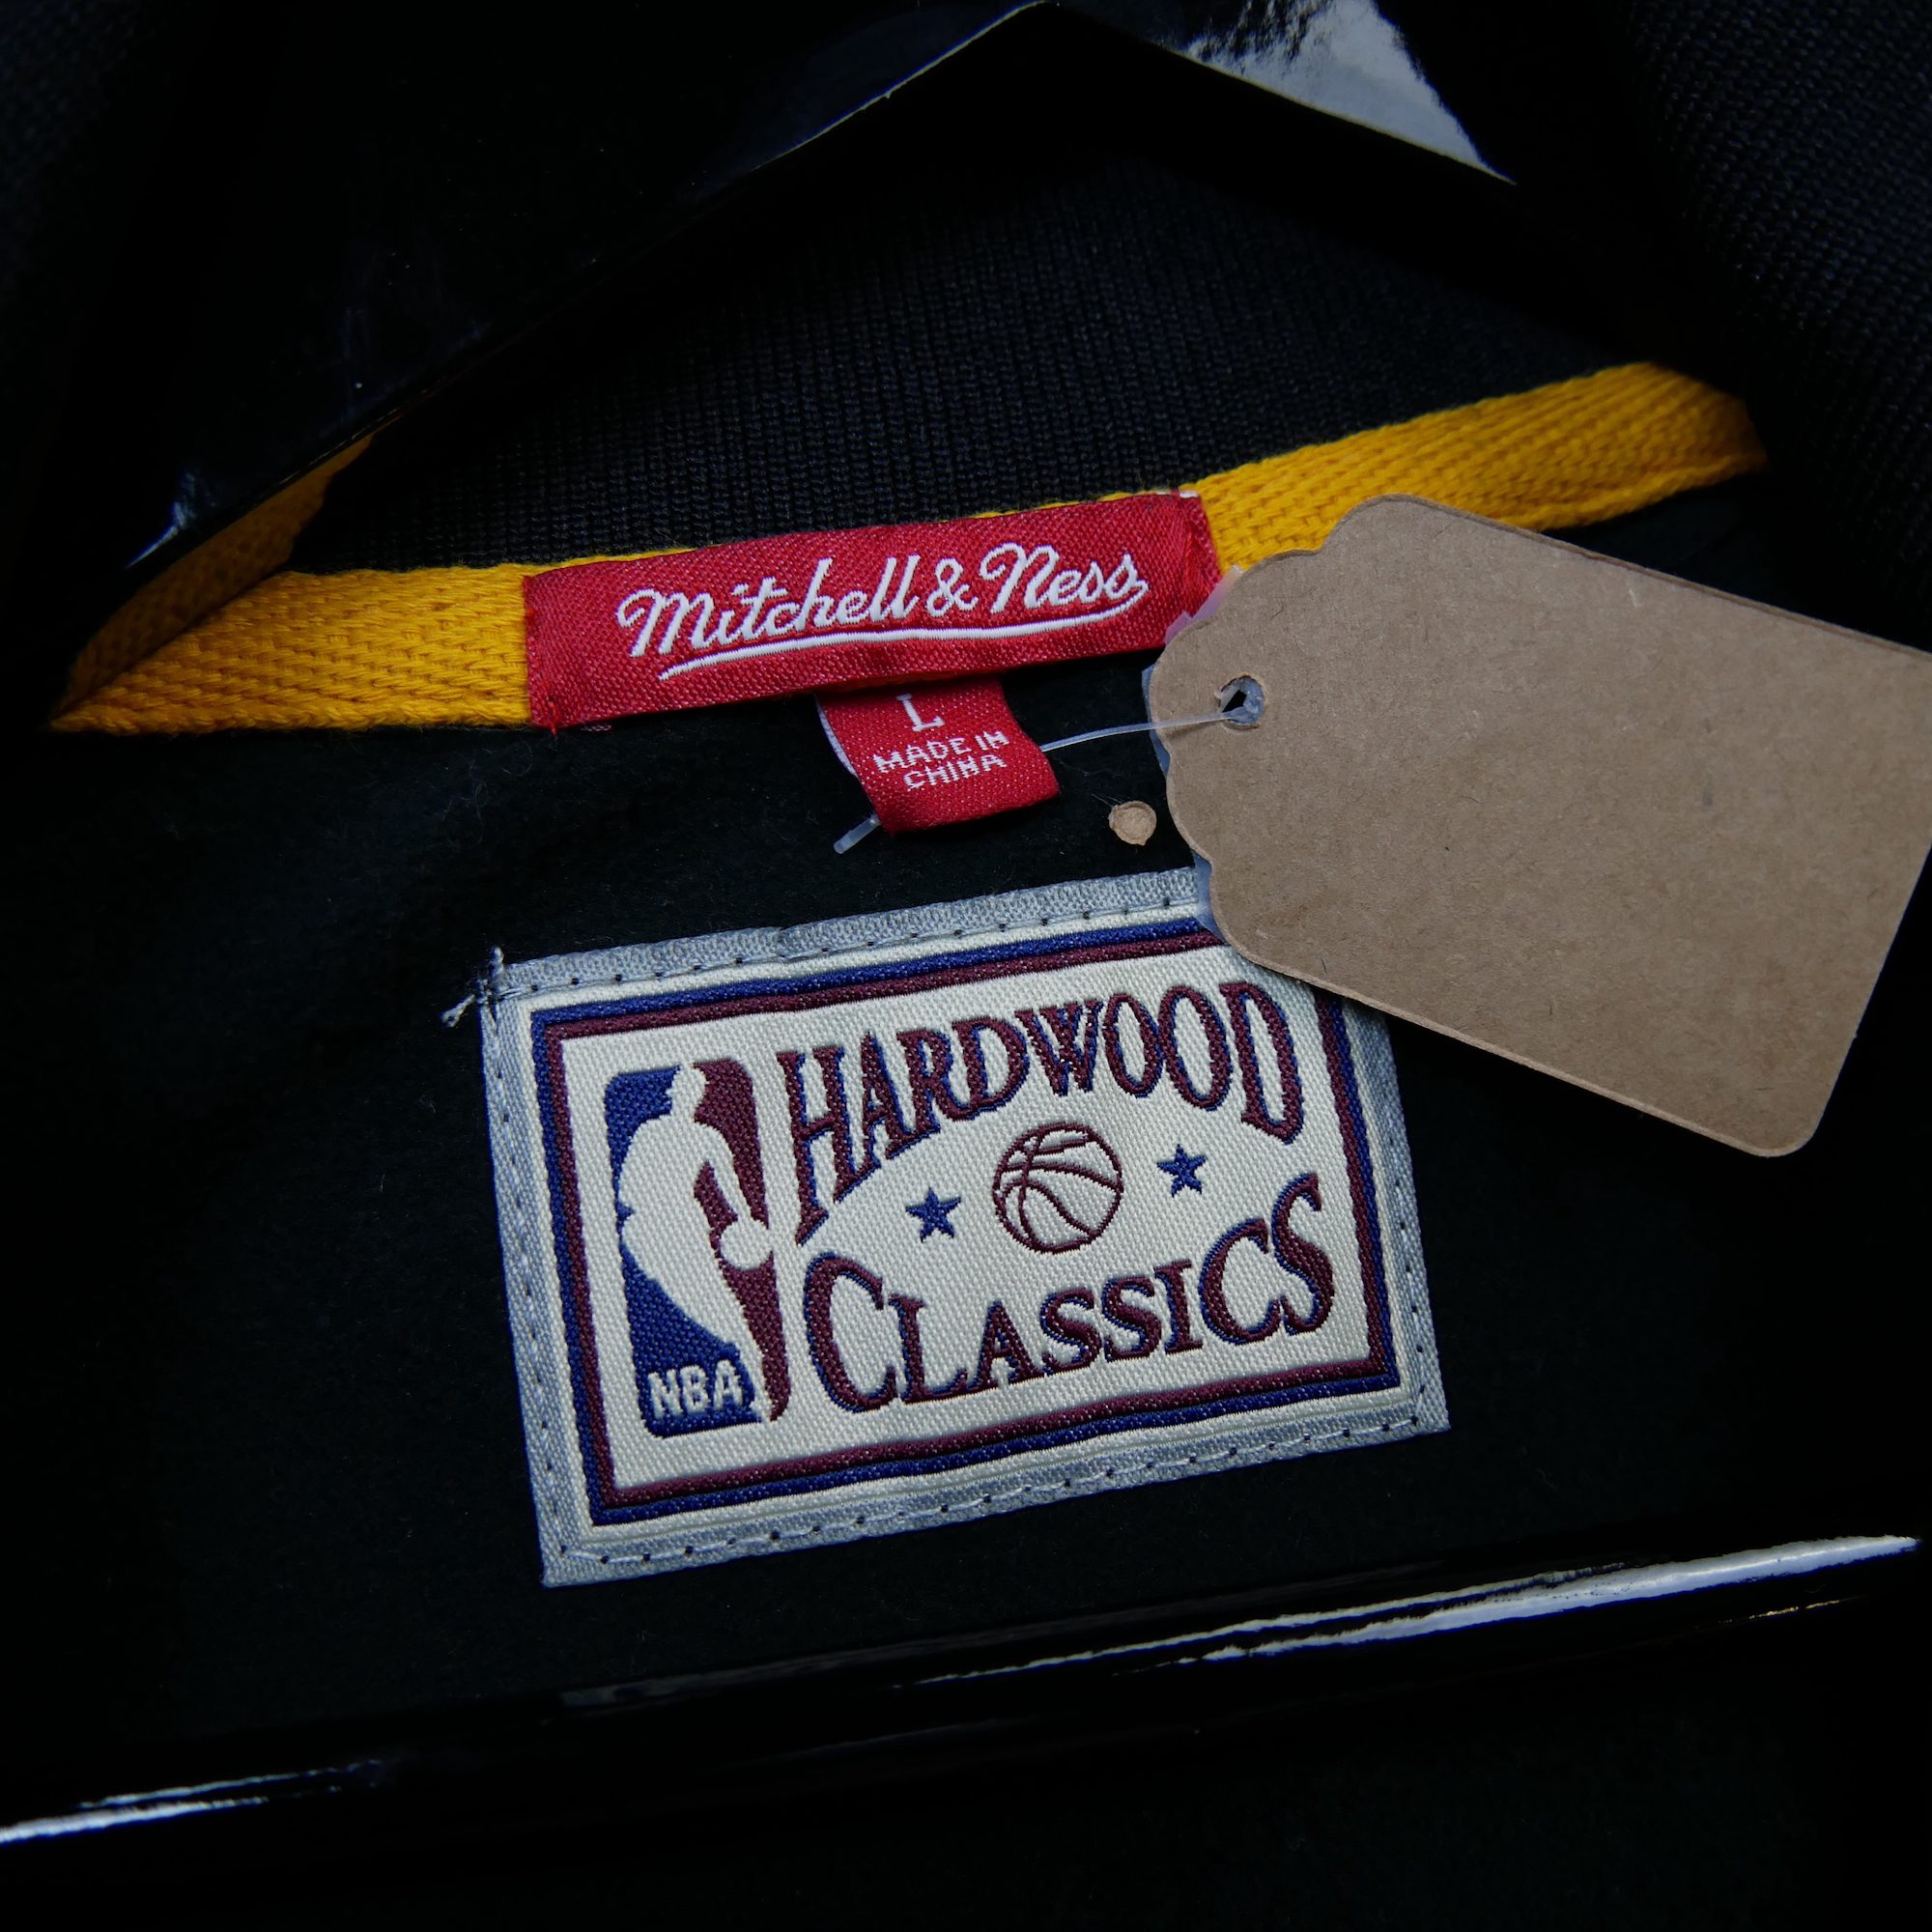 Mitchell & Ness
L
MADE IN
CHINA
HARDWOOD
CLASSICS
NBA